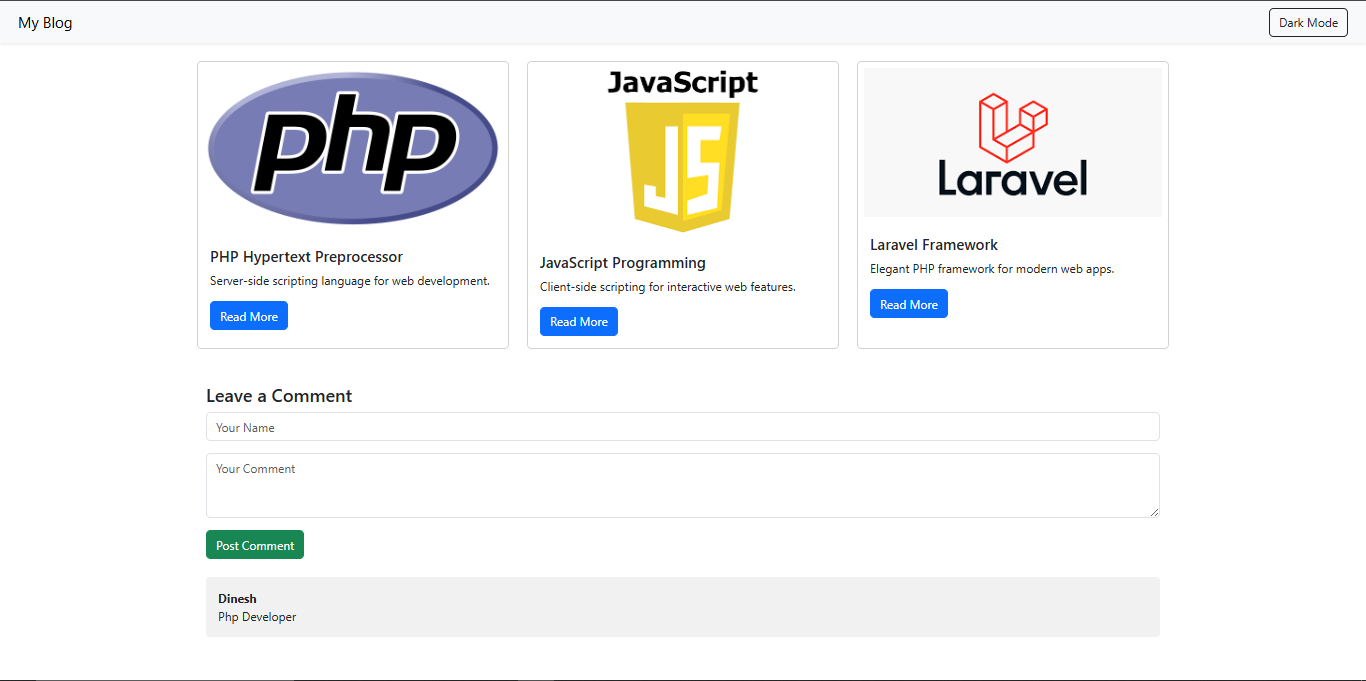 My Blog
Dark Mode
php
JavaScript
JS
Laravel
PHP Hypertext Preprocessor
Server-side scripting language for web development.
Read More
JavaScript Programming
Client-side scripting for interactive web features.
Read More
Laravel Framework
Elegant PHP framework for modern web apps.
Read More
Leave a Comment
Your Name
Your Comment
Post Comment
Dinesh
Php Developer